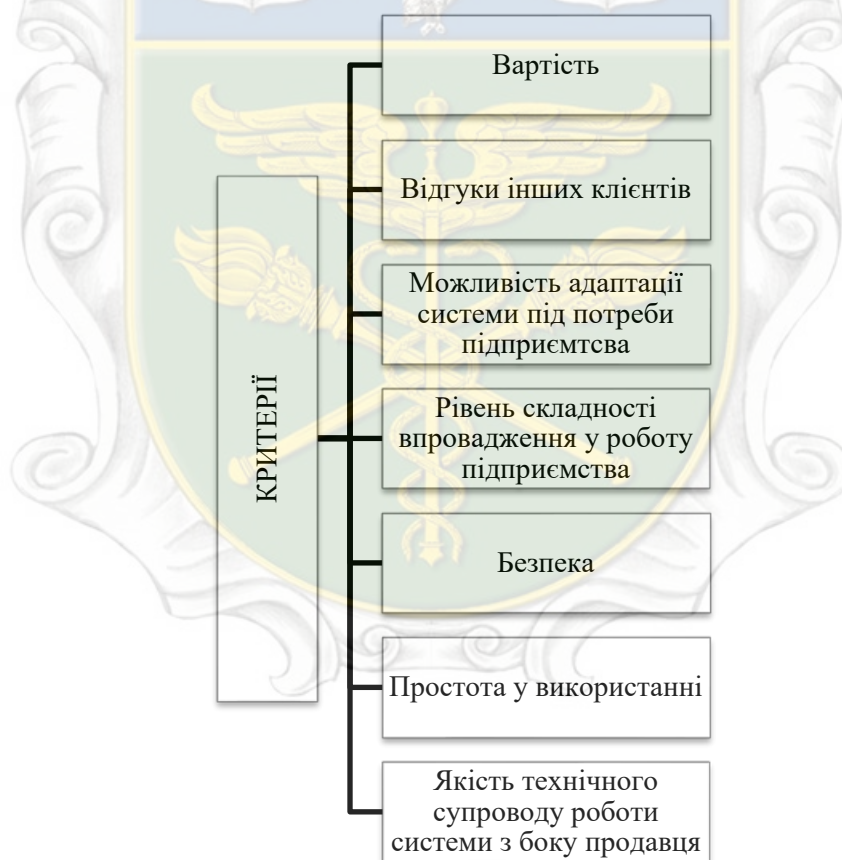 КРИТЕРІЇ
Вартість
Відгуки інших клієнтів
Можливість адаптації
системи під потреби
підприємтсва
Рівень складності
впровадження у роботу
підприємства
Безпека
Простота у використанні
Якість технічного
супроводу роботи
системи з боку продавця